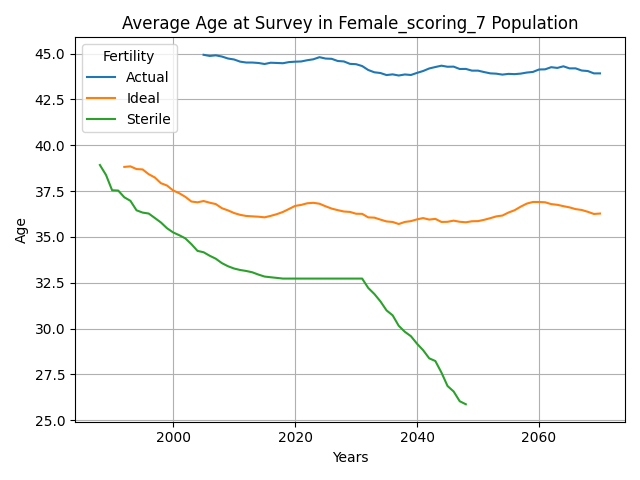 Average Age at Survey in Female_scoring_7 Population
Fertility
Actual
Ideal
Sterile
45.0
42.5
40.0
37.5
35.0
32.5
30.0
27.5
25.0
Age
2000
2020
2040
2060
Years